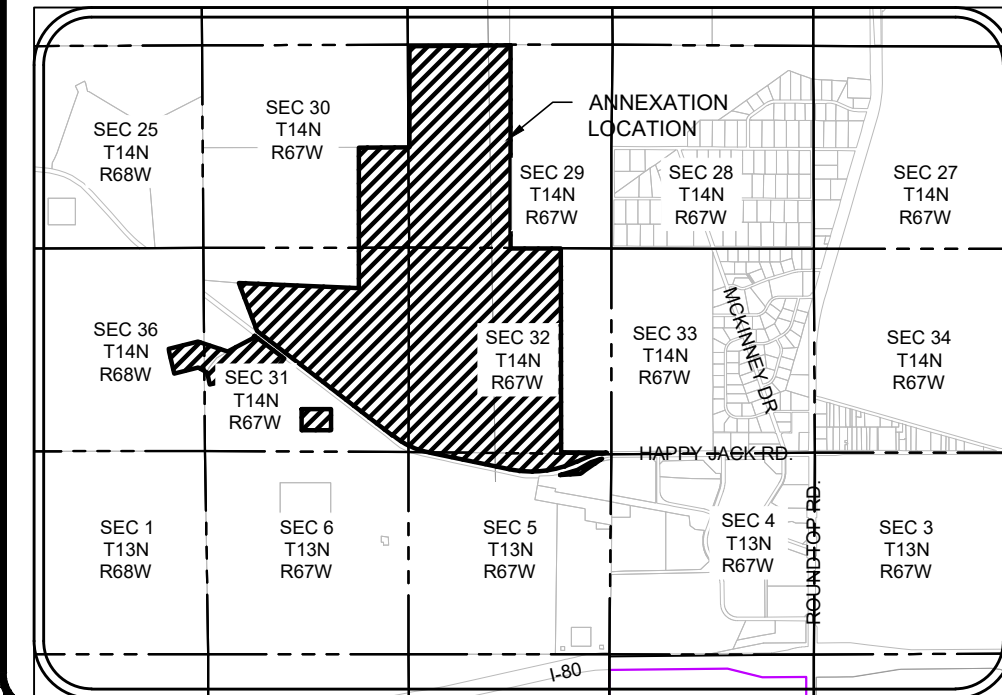 ANNEXATION
LOCATION
SEC 25
T14N
R68W
SEC 30
T14N
R67W
SEC 29
T14N
R67W
SEC 28
T14N
R67W
SEC 27
T14N
R67W
SEC 36
T14N
R68W
SEC 31
T14N
R67W
SEC 32
T14N
R67W
SEC 33
T14N
R67W
MCKINNEY DR
SEC 34
T14N
R67W
HAPPY JACK RD.
SEC 1
T13N
R68W
SEC 6
T13N
R67W
SEC 5
T13N
R67W
SEC 4
T13N
R67W
ROUNDTOP RD.
SEC 3
T13N
R67W
I-80